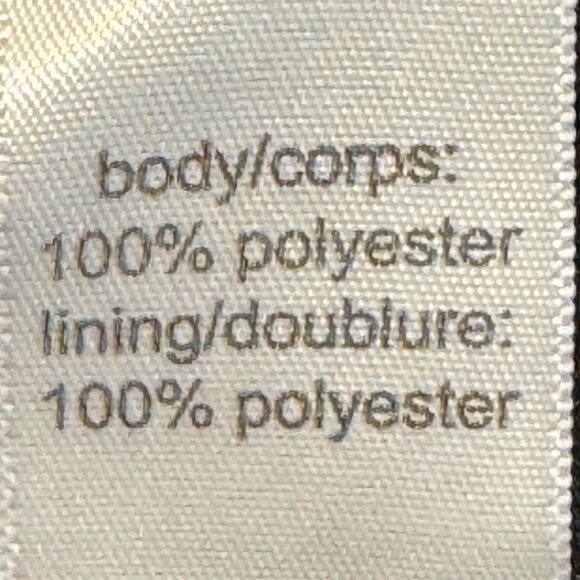 body/corps:
100% polyester
lining/doublure:
100% polyester